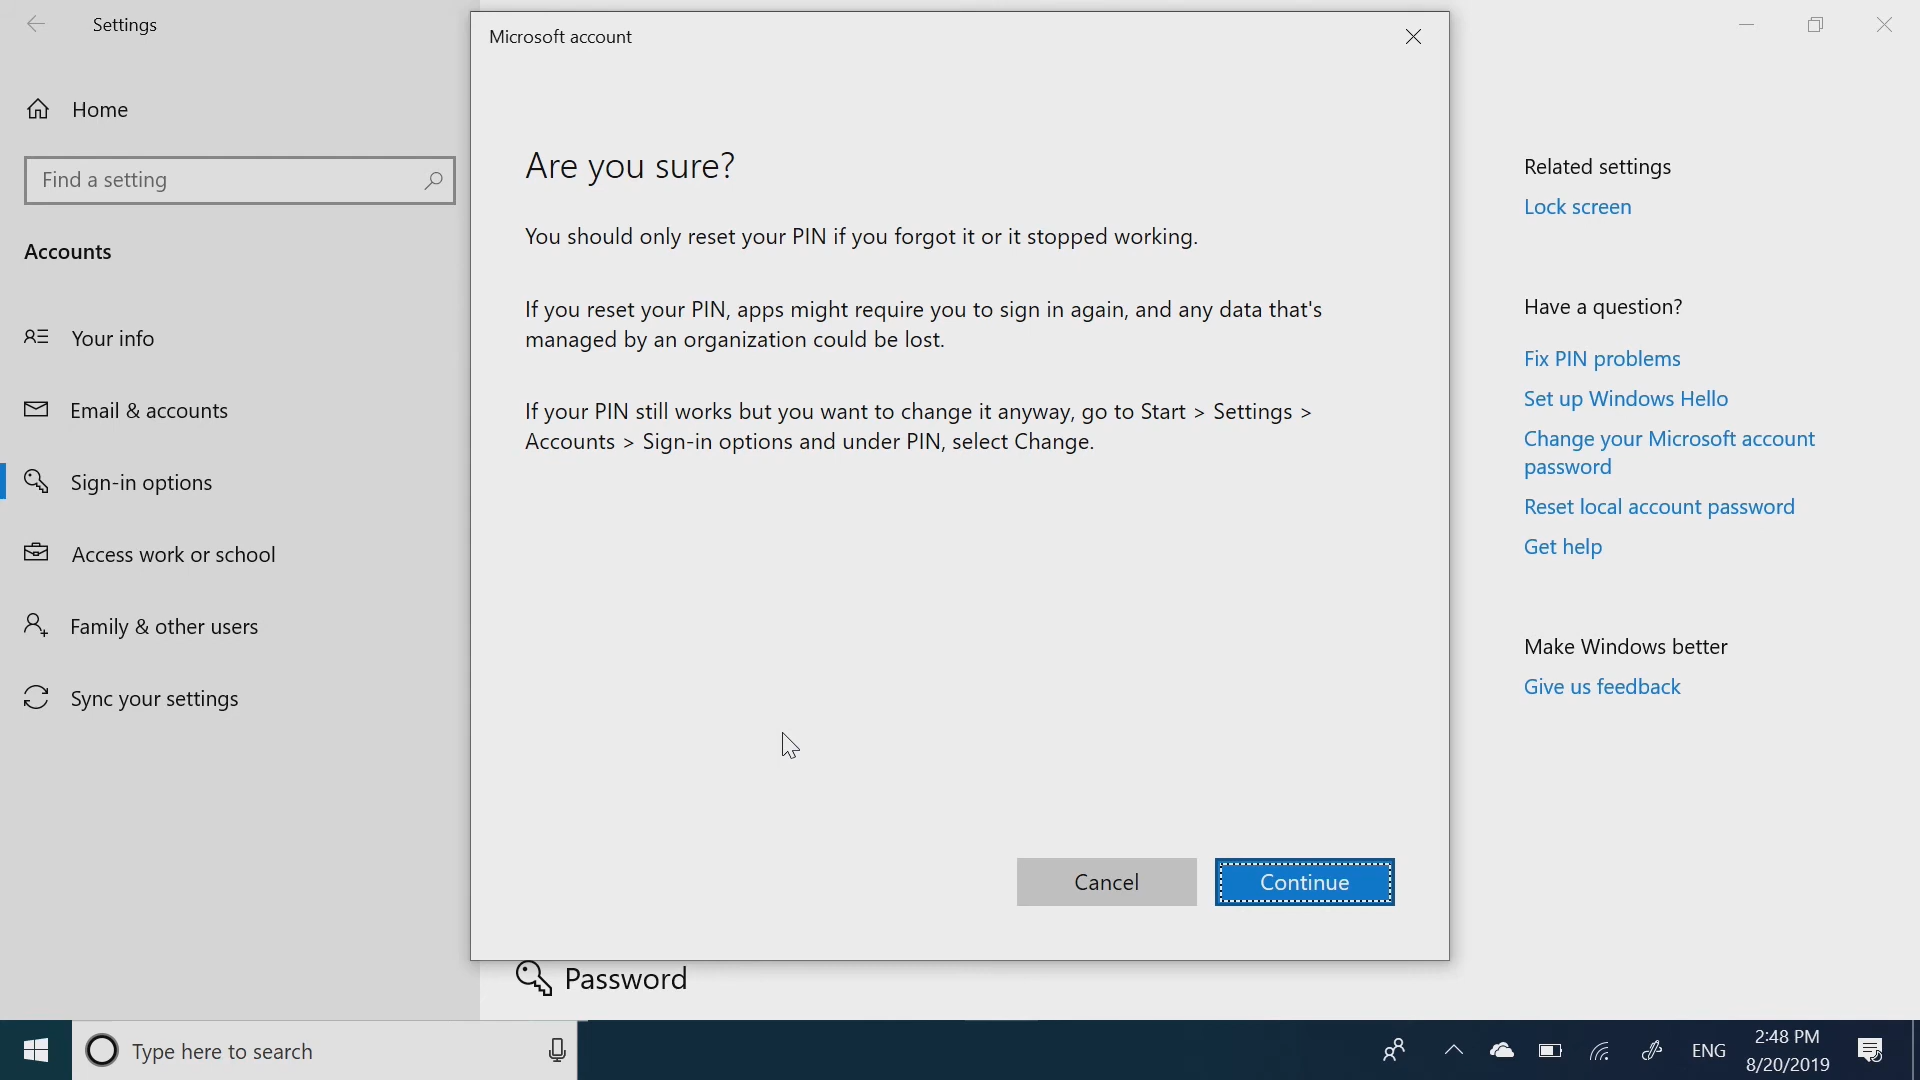 Settings
Home
Find a setting
Accounts
Your info
Email & accounts
Sign-in options
Access work or school
Family & other users
Sync your settings
Microsoft account
Are you sure?
You should only reset your PIN if you forgot it or it stopped working.
If you reset your PIN, apps might require you to sign in again, and any data that's
managed by an organization could be lost.
If your PIN still works but you want to change it anyway, go to Start > Settings >
Accounts > Sign-in options and under PIN, select Change.
Cancel
Continue
Password
Related settings
Lock screen
Have a question?
Fix PIN problems
Set up Windows Hello
Change your Microsoft account
password
Reset local account password
Get help
Make Windows better
Give us feedback
Type here to search
ENG
2:48 PM
8/20/2019